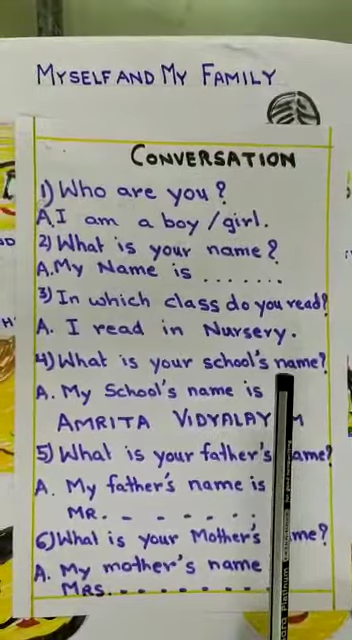 MYSELF AND MY FAMILY
CONVERSATION
1) Who are you?
A. I am a boy/girl.
2) What is your name?
A. My Name is .......
3) In which class do you read?
A. I read in Nursery.
4) What is your school's name?
A. My School's name is
AMRITA VIDYALAY M
5) What is your father's ame?
A. My father's name is
MR. - - - - - - -
6) What is your Mother's me?
A. My mother's name
MRS. - - - - - - - -
Platinum